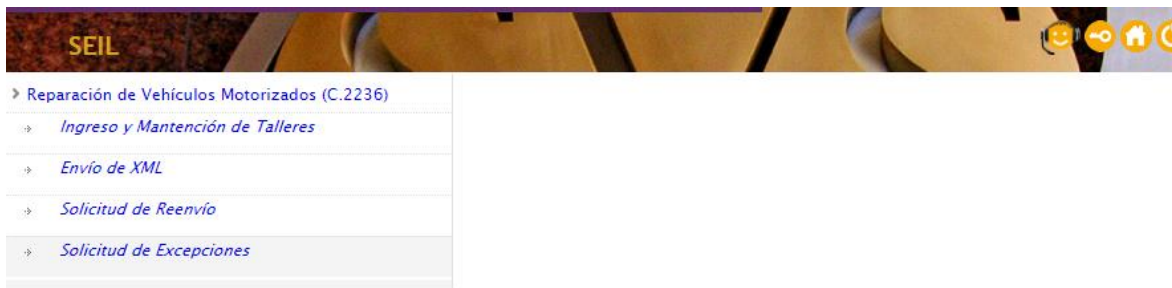 SEIL
Reparación de Vehículos Motorizados (C.2236)
Ingreso y Mantención de Talleres
Envío de XML
Solicitud de Reenvío
Solicitud de Excepciones